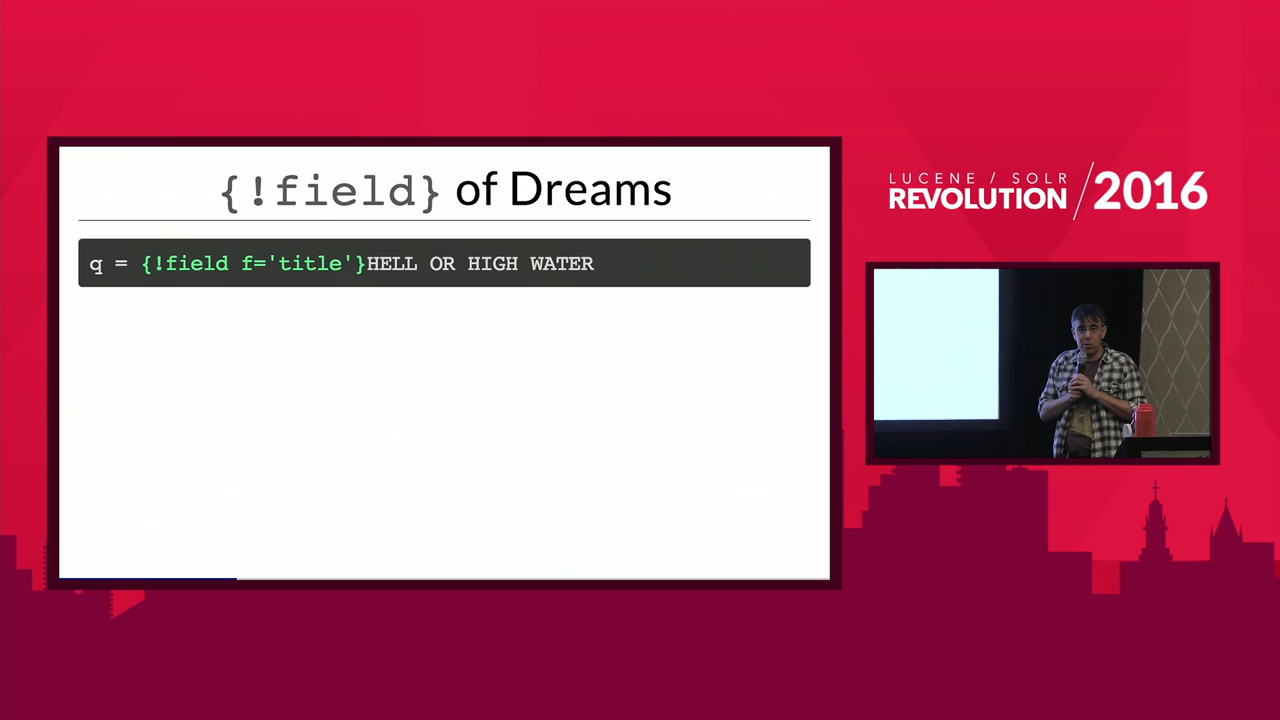 {!field} of Dreams
q = {!field f='title'}HELL OR HIGH WATER
LUCENE / SOLR
REVOLUTION / 2016